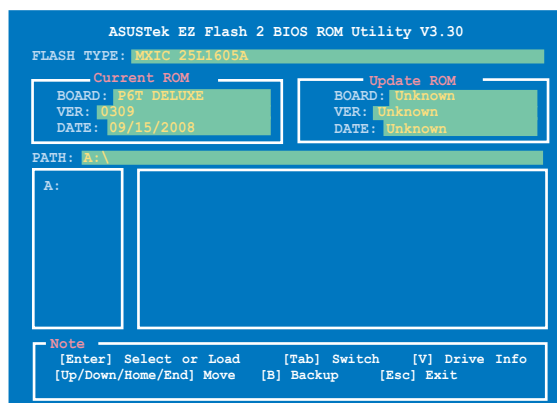 ASUSTek EZ Flash 2 BIOS ROM Utility V3.30
FLASH TYPE: MXIC 25L1605A
Current ROM
BOARD: P6T DELUXE
VER: 0309
DATE: 09/15/2008
Update ROM
BOARD: Unknown
VER: Unknown
DATE: Unknown
PATH: A:\
A:
Note
[Enter] Select or Load [Tab] Switch [V] Drive Info
[Up/Down/Home/End] Move [B] Backup [Esc] Exit